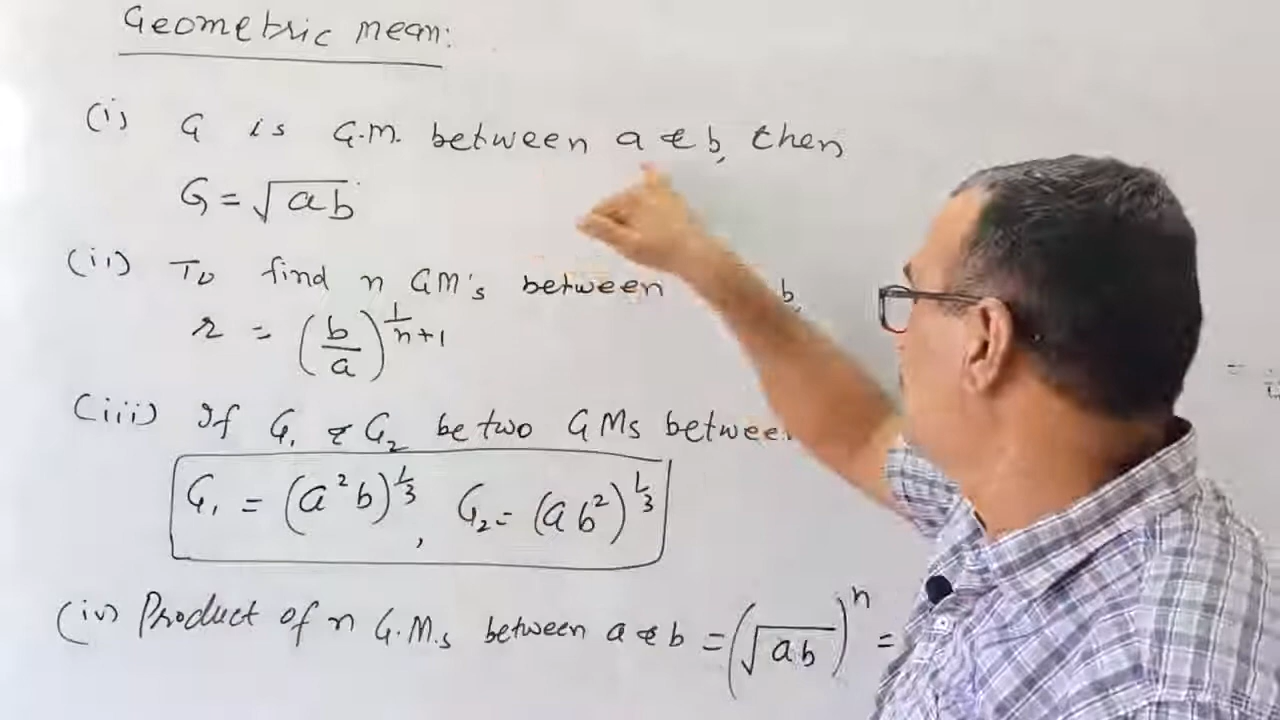 Geometric mean:
(i) G is G.M. between a & b, then
G = √ab
(ii) To find n GM's between b,
r = (b/a)^1/n+1
(iii) If G₁ & G₂ be two GMs between
G₁ = (a²b)^1/3 , G₂ = (ab²)^1/3
(iv) Product of n G.M.s between a & b = (√ab)^n =